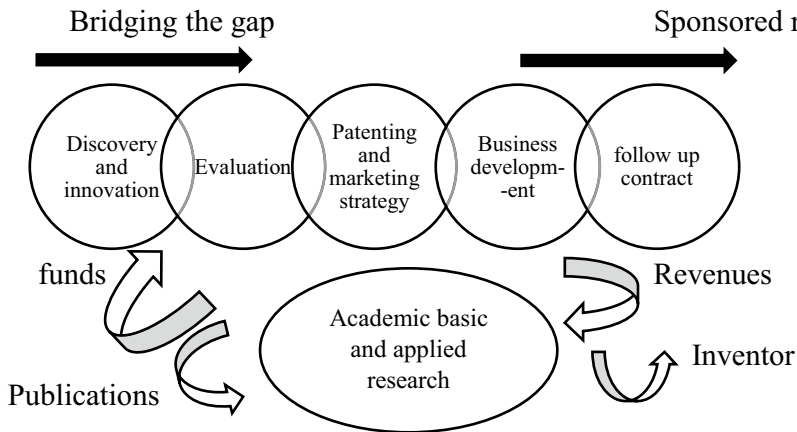 Bridging the gap
Sponsored r
Discovery
and
innovation
Evaluation
Patenting
and
marketing
strategy
Business
developm-
-ent
follow up
contract
funds
Revenues
Academic basic
and applied
research
Inventor
Publications